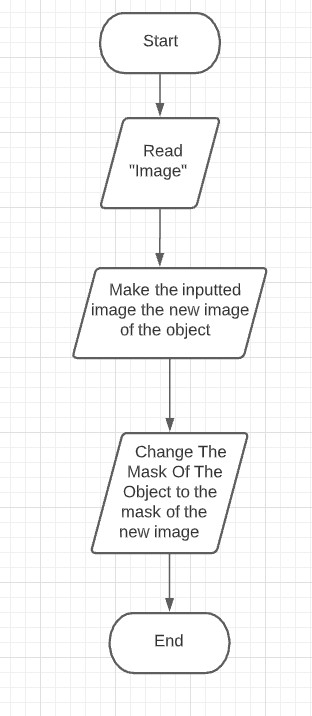 Start
Read
"Image"
Make the inputted
image the new image
of the object
Change The
Mask Of The
Object to the
mask of the
new image
End